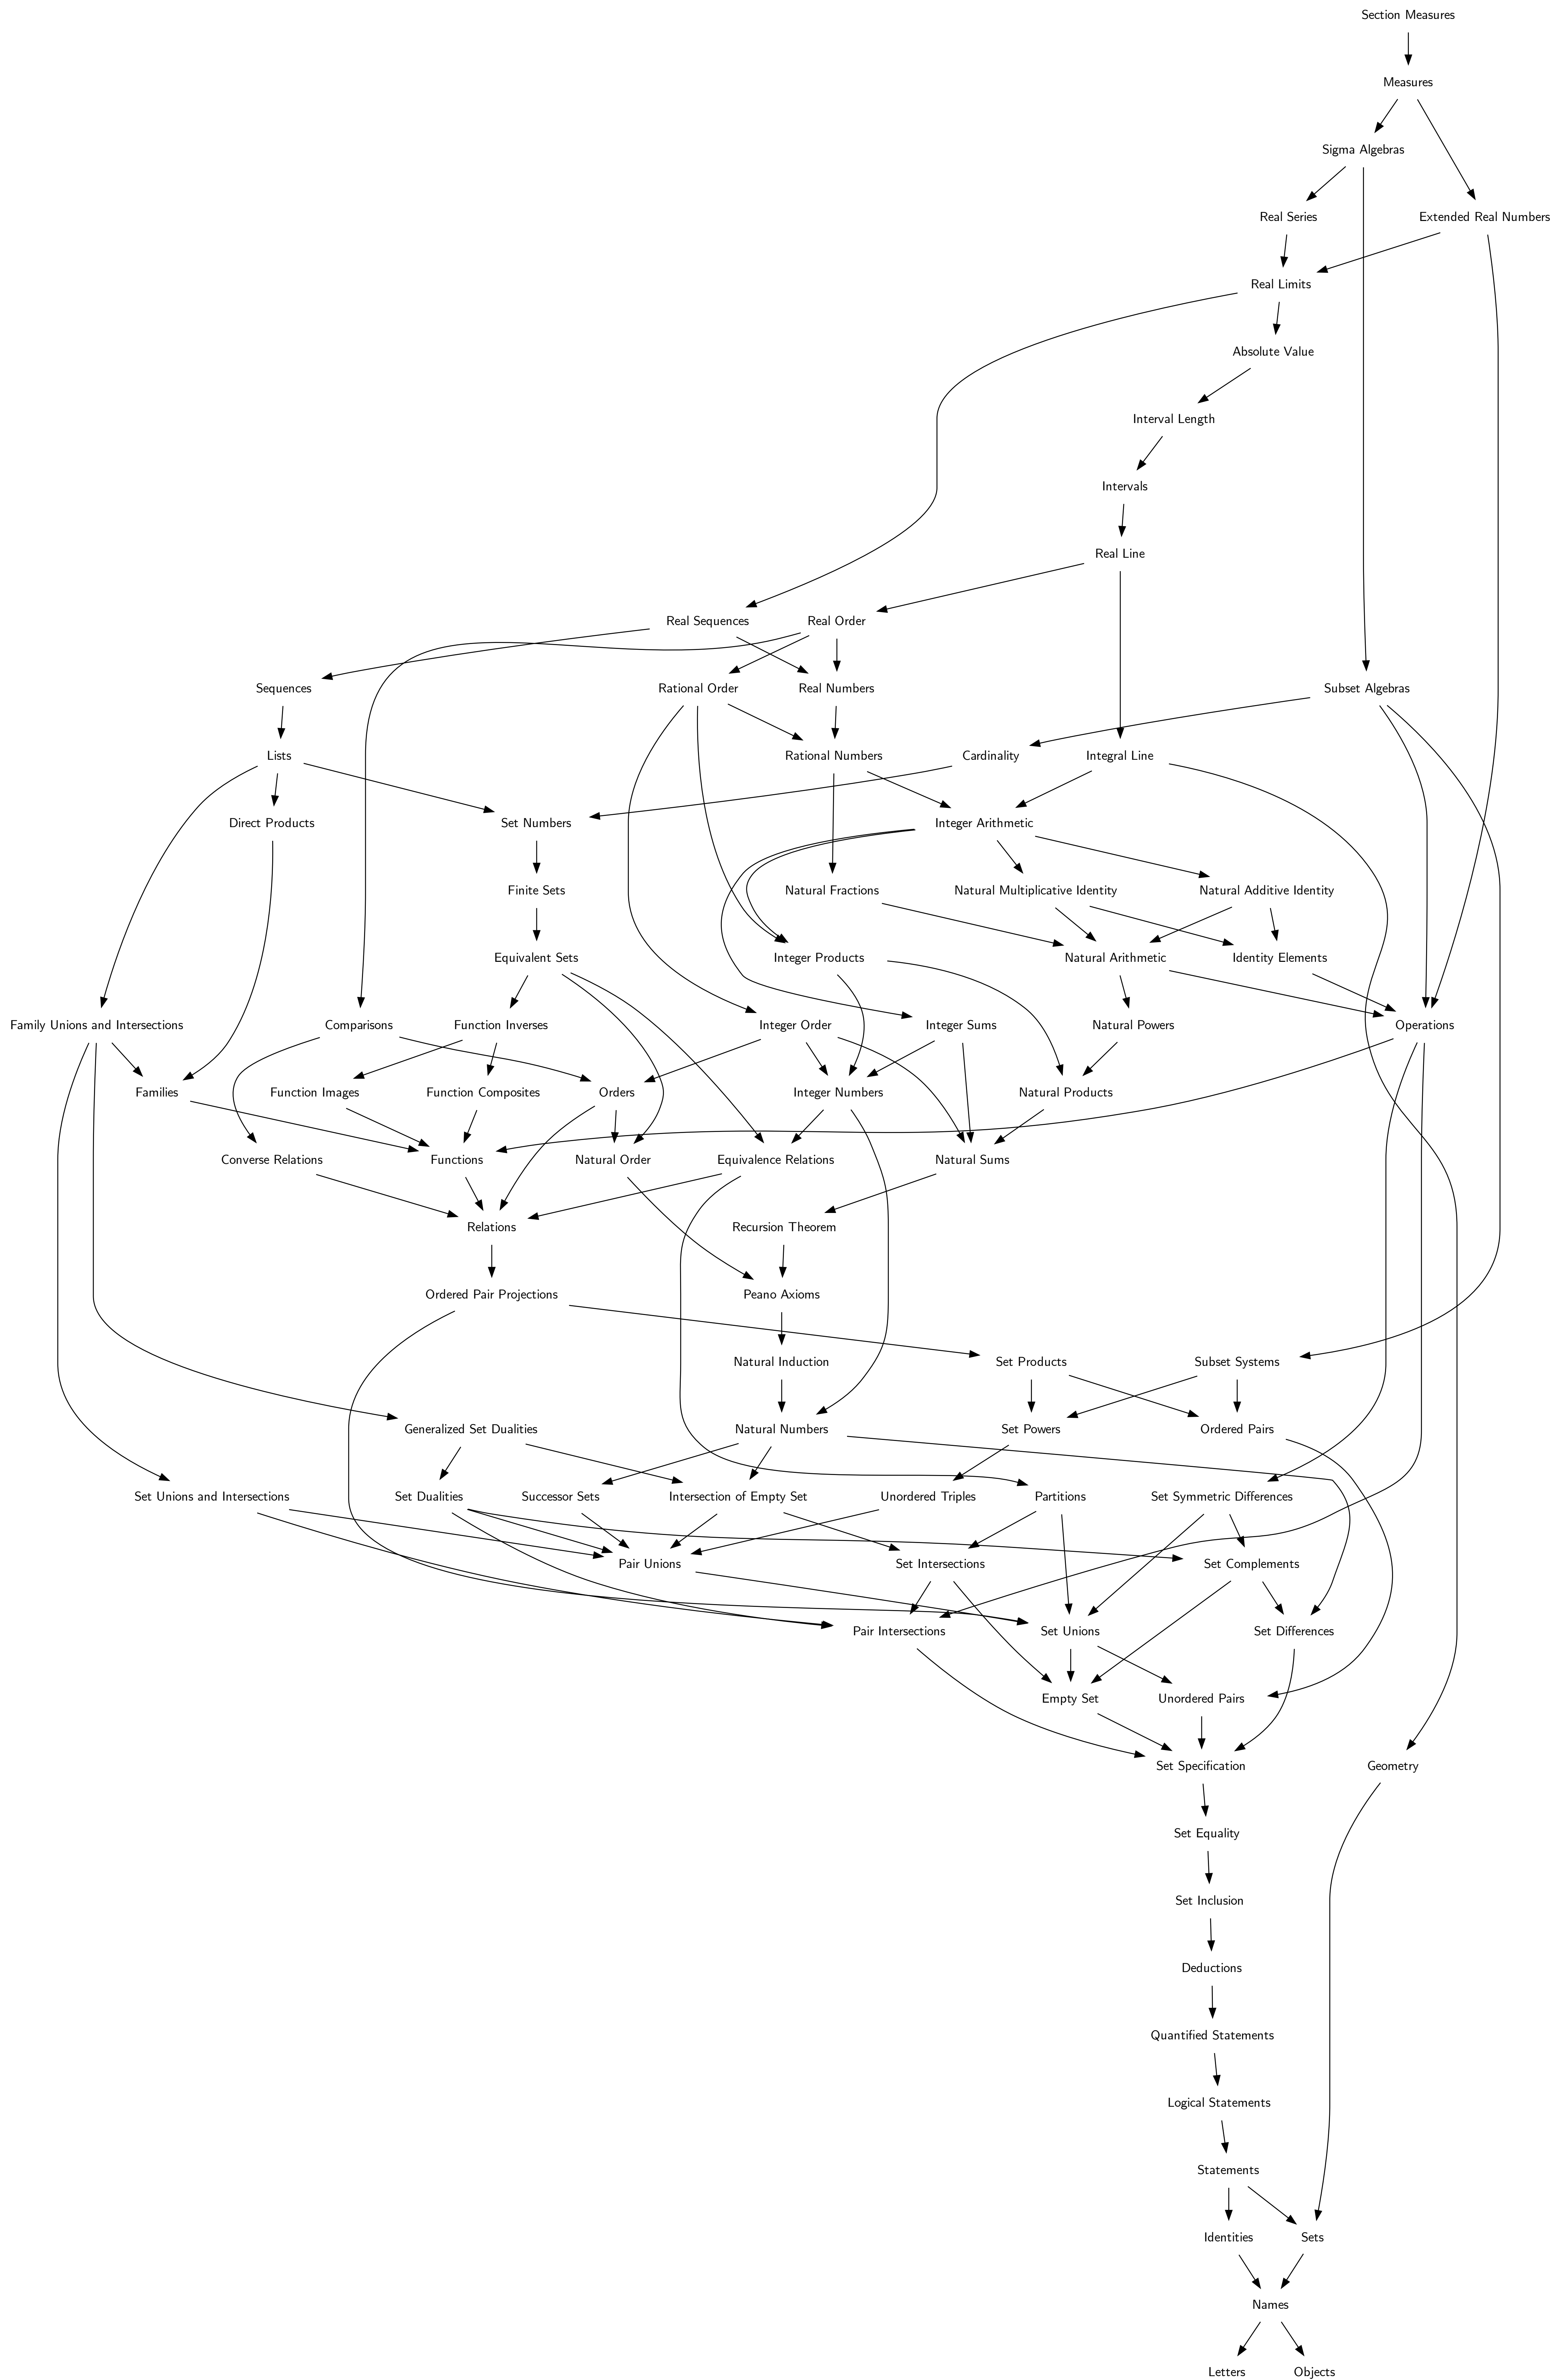 Section Measures
Measures
Sigma Algebras
Real Series
Extended Real Numbers
Real Limits
Absolute Value
Interval Length
Intervals
Real Line
Real Sequences
Real Order
Sequences
Rational Order
Real Numbers
Subset Algebras
Lists
Rational Numbers
Cardinality
Integral Line
Direct Products
Set Numbers
Integer Arithmetic
Finite Sets
Natural Fractions
Natural Multiplicative Identity
Natural Additive Identity
Equivalent Sets
Integer Products
Natural Arithmetic
Identity Elements
Family Unions and Intersections
Comparisons
Function Inverses
Integer Order
Integer Sums
Natural Powers
Operations
Families
Function Images
Function Composites
Orders
Integer Numbers
Natural Products
Converse Relations
Functions
Natural Order
Equivalence Relations
Natural Sums
Relations
Recursion Theorem
Ordered Pair Projections
Peano Axioms
Natural Induction
Set Products
Subset Systems
Generalized Set Dualities
Natural Numbers
Set Powers
Ordered Pairs
Set Unions and Intersections
Set Dualities
Successor Sets
Intersection of Empty Set
Unordered Triples
Partitions
Set Symmetric Differences
Pair Unions
Set Intersections
Set Complements
Pair Intersections
Set Unions
Set Differences
Empty Set
Unordered Pairs
Set Specification
Geometry
Set Equality
Set Inclusion
Deductions
Quantified Statements
Logical Statements
Statements
Identities
Sets
Names
Letters
Objects